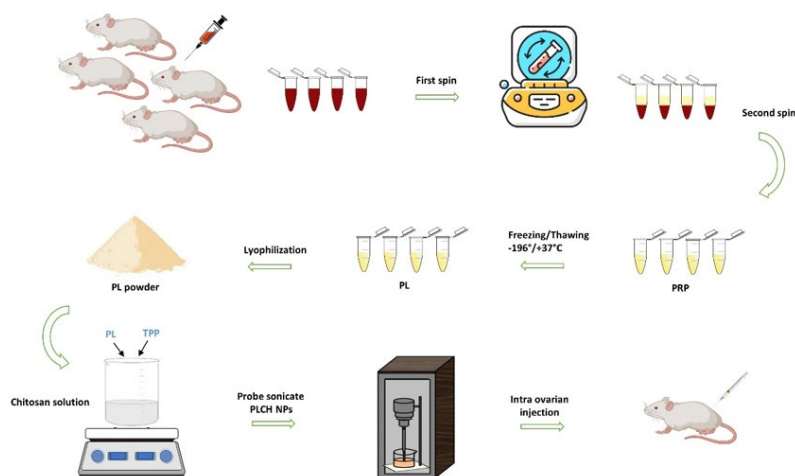 First spin
Second spin
Lyophilization
Freezing/Thawing
-196°/+37°C
PL powder
PL
PRP
PL TPP
Chitosan solution
Probe sonicate
PLCH NPs
Intra ovarian
injection